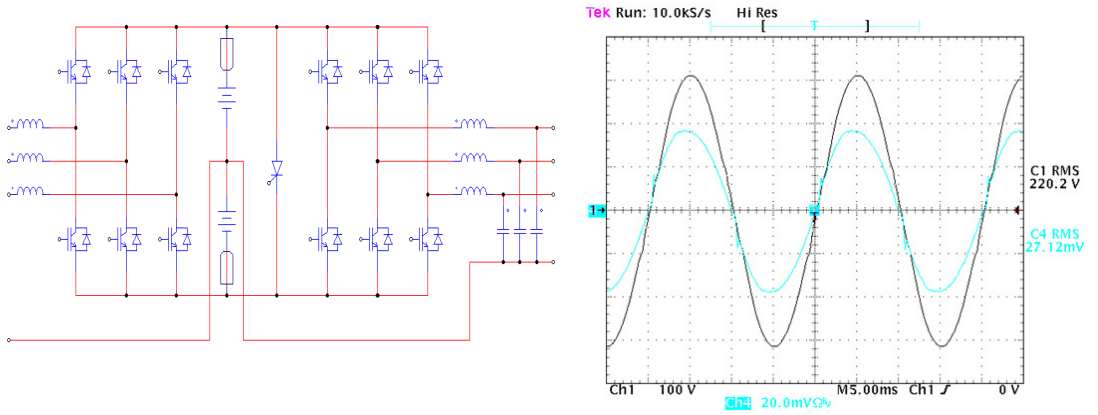 Tek Run: 10.0kS/s Hi Res
[ T ]
C1 RMS
220.2 V
1
C4 RMS
27.12mV
Ch1 100 V M5.00ms Ch1 0 V
Ch4 20.0mVΩ